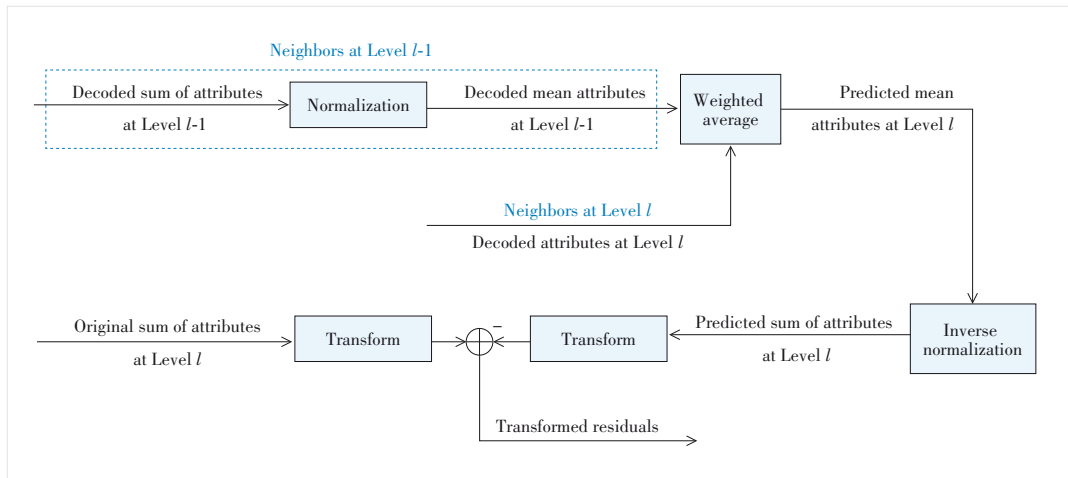 Neighbors at Level l-1
Decoded sum of attributes
at Level l-1
Normalization
Decoded mean attributes
at Level l-1
Weighted
average
Predicted mean
attributes at Level l
Neighbors at Level l
Decoded attributes at Level l
Original sum of attributes
at Level l
Transform
−
Transform
Predicted sum of attributes
at Level l
Inverse
normalization
Transformed residuals